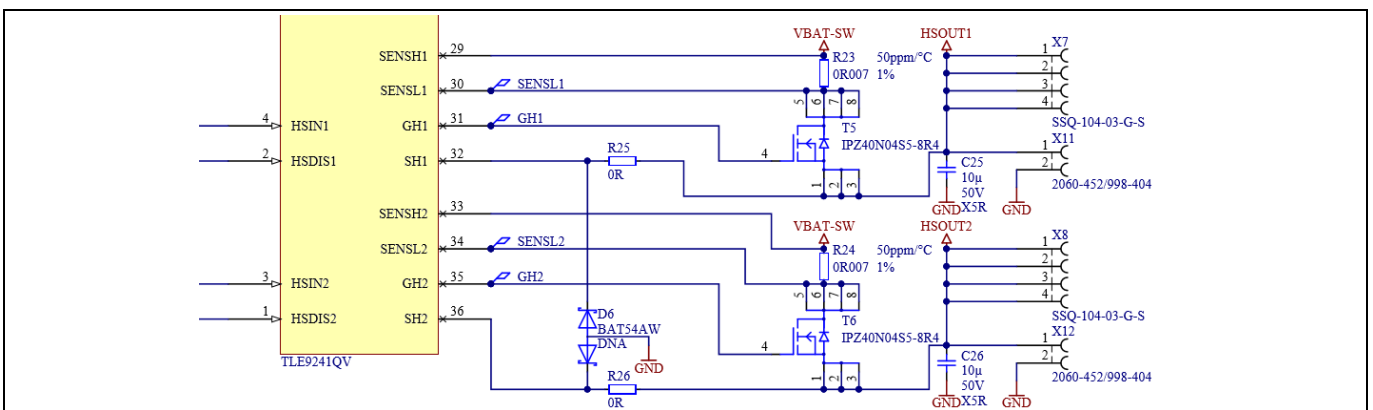 VBAT-SW HSOUT1
29 SENSH1 R23 50ppm/°C 1 X7
0R007 1% 2
30 SENSL1 SENSL1 3
5 6 7 8 4
4 HSIN1 31 GH1 GH1 T5 SSQ-104-03-G-S
IPZ40N04S5-8R4 X11
2 HSDIS1 32 SH1 R25 4 1
0R C25 2
1 2 3 10µ 2060-452/998-404
50V
33 SENSH2 GND X5R GND
VBAT-SW HSOUT2
34 SENSL2 SENSL2 R24 50ppm/°C 1 X8
0R007 1% 2
3 HSIN2 35 GH2 GH2 5 6 7 8 3
4
1 HSDIS2 36 SH2 D6 T6 SSQ-104-03-G-S
BAT54AW IPZ40N04S5-8R4 X12
DNA 4 1
TLE9241QV GND C26 2
R26 1 2 3 10µ 2060-452/998-404
50V
0R GND X5R GND